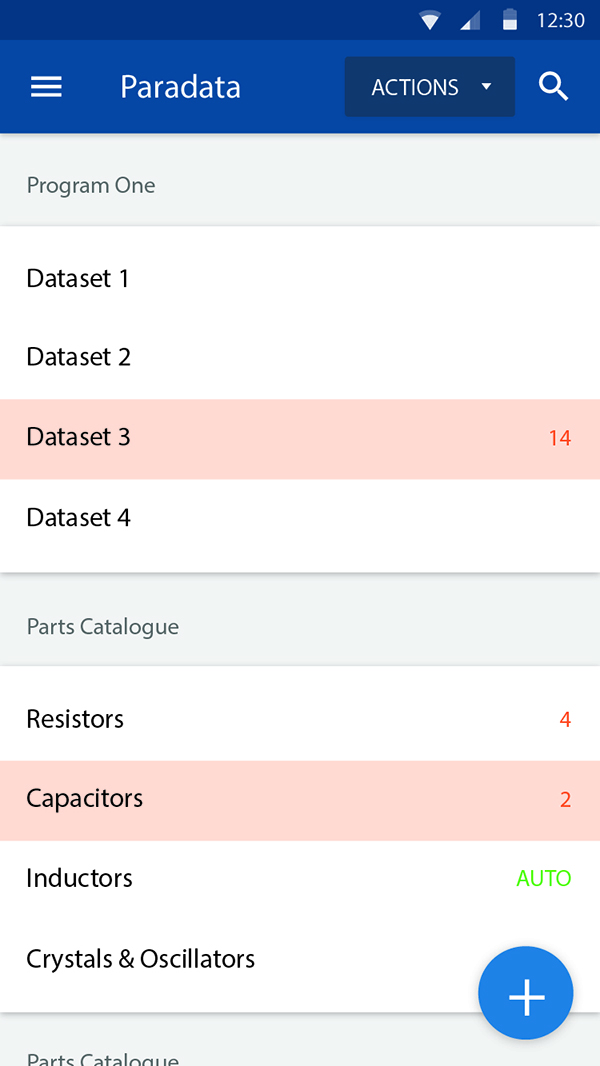 12:30
Paradata
ACTIONS
Program One
Dataset 1
Dataset 2
Dataset 3 14
Dataset 4
Parts Catalogue
Resistors 4
Capacitors 2
Inductors AUTO
Crystals & Oscillators
Parts Catalogue